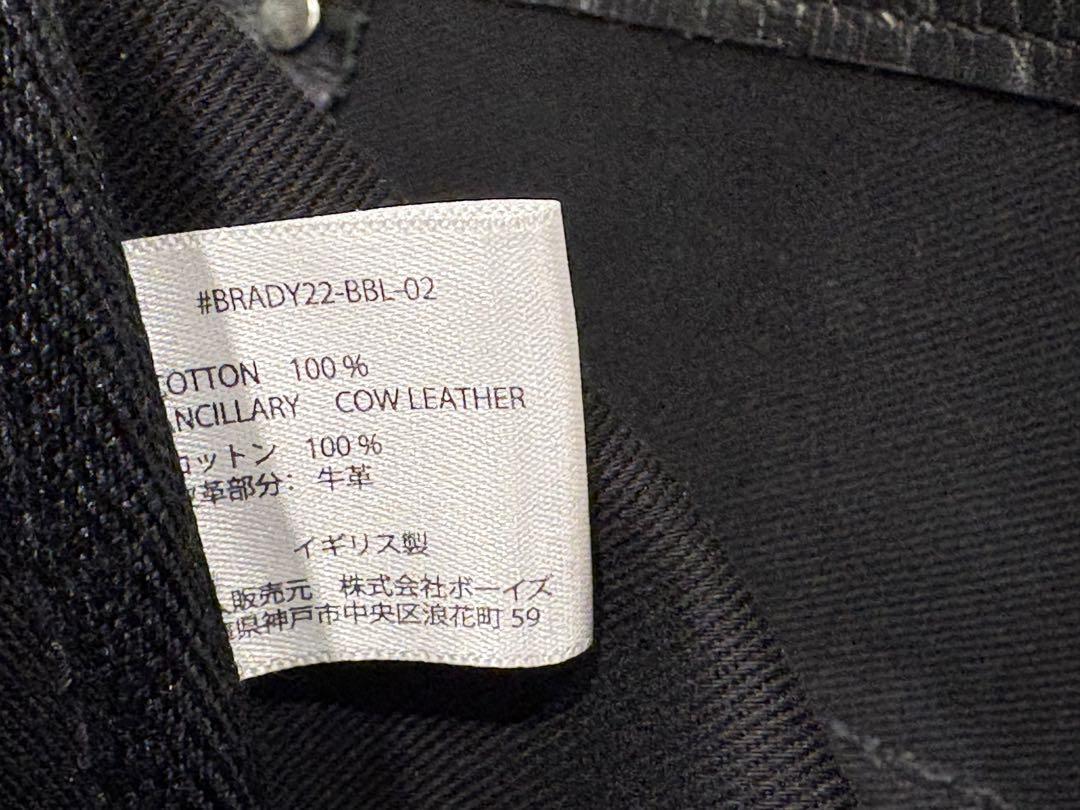 #BRADY22-BBL-02
COTTON 100 %
ANCILLARY COW LEATHER
コットン 100 %
革部分: 牛革
イギリス製
販売元 株式会社ボーイズ
県神戸市中央区浪花町 59